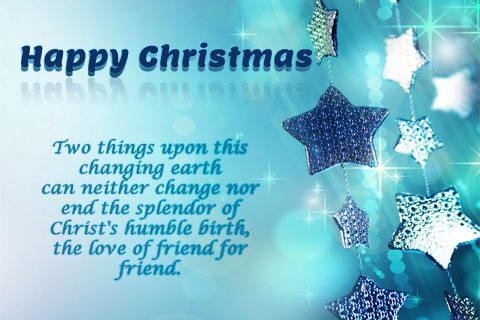 Happy Christmas
Two things upon this
changing earth
can neither change nor
end the splendor of
Christ's humble birth,
the love of friend for
friend.